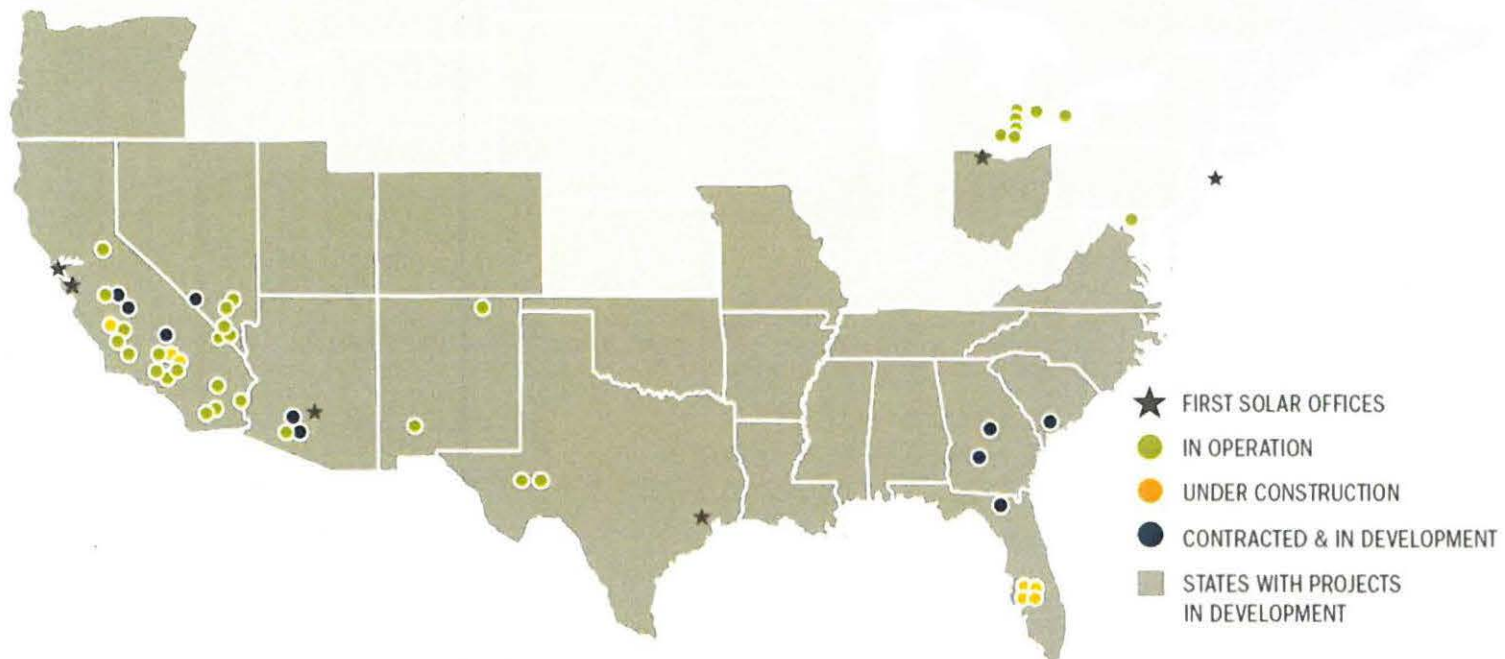 FIRST SOLAR OFFICES
IN OPERATION
UNDER CONSTRUCTION
CONTRACTED & IN DEVELOPMENT
STATES WITH PROJECTS
IN DEVELOPMENT